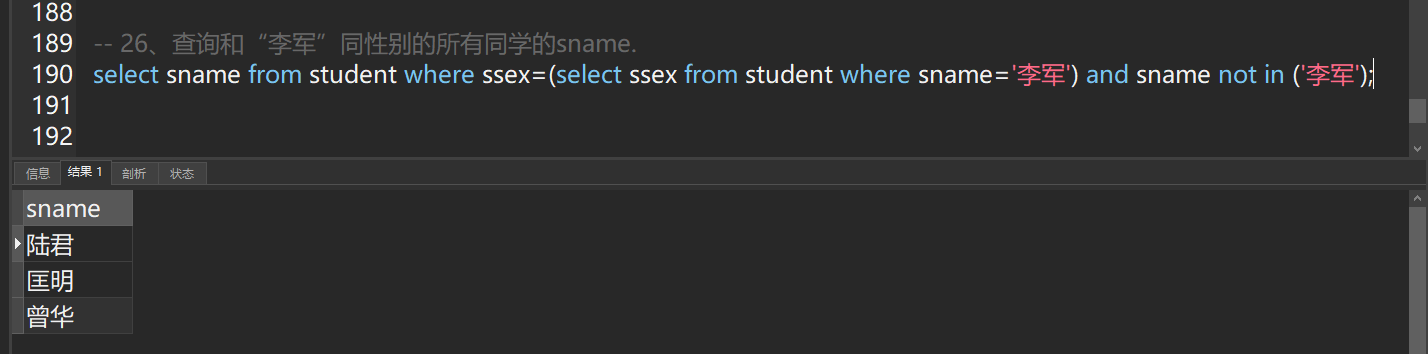 188
189 -- 26、查询和“李军”同性别的所有同学的sname.
190 select sname from student where ssex=(select ssex from student where sname='李军') and sname not in ('李军');
191
192
信息 结果 1 剖析 状态
sname
陆君
匡明
曾华